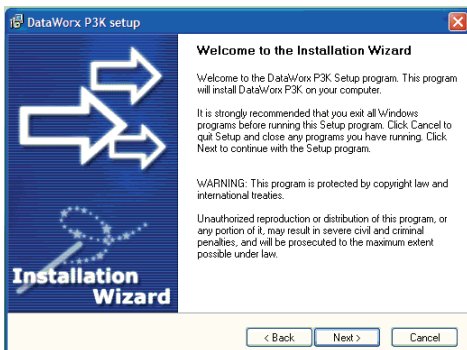 DataWorx P3K setup
Welcome to the Installation Wizard
Welcome to the DataWorx P3K Setup program. This program
will install DataWorx P3K on your computer.
It is strongly recommended that you exit all Windows
programs before running this Setup program. Click Cancel to
quit Setup and close any programs you have running. Click
Next to continue with the Setup program.
WARNING: This program is protected by copyright law and
international treaties.
Unauthorized reproduction or distribution of this program, or
any portion of it, may result in severe civil and criminal
penalties, and will be prosecuted to the maximum extent
possible under law.
Installation
Wizard
< Back
Next >
Cancel